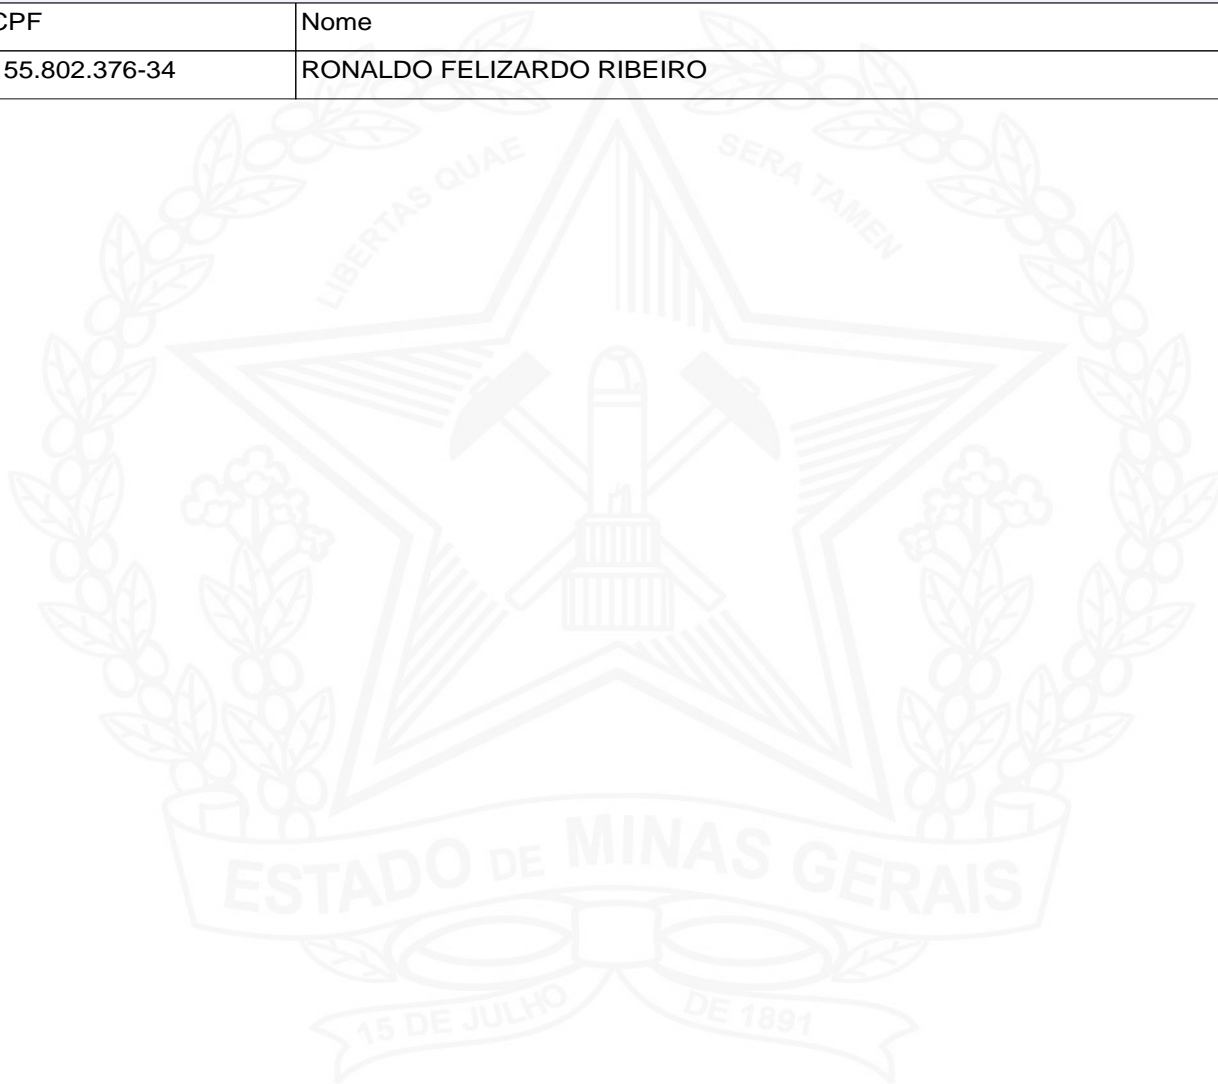 CPF Nome
55.802.376-34 RONALDO FELIZARDO RIBEIRO
LIBERTAS QUAE SERA TAMEN
ESTADO DE MINAS GERAIS
15 DE JULHO DE 1891